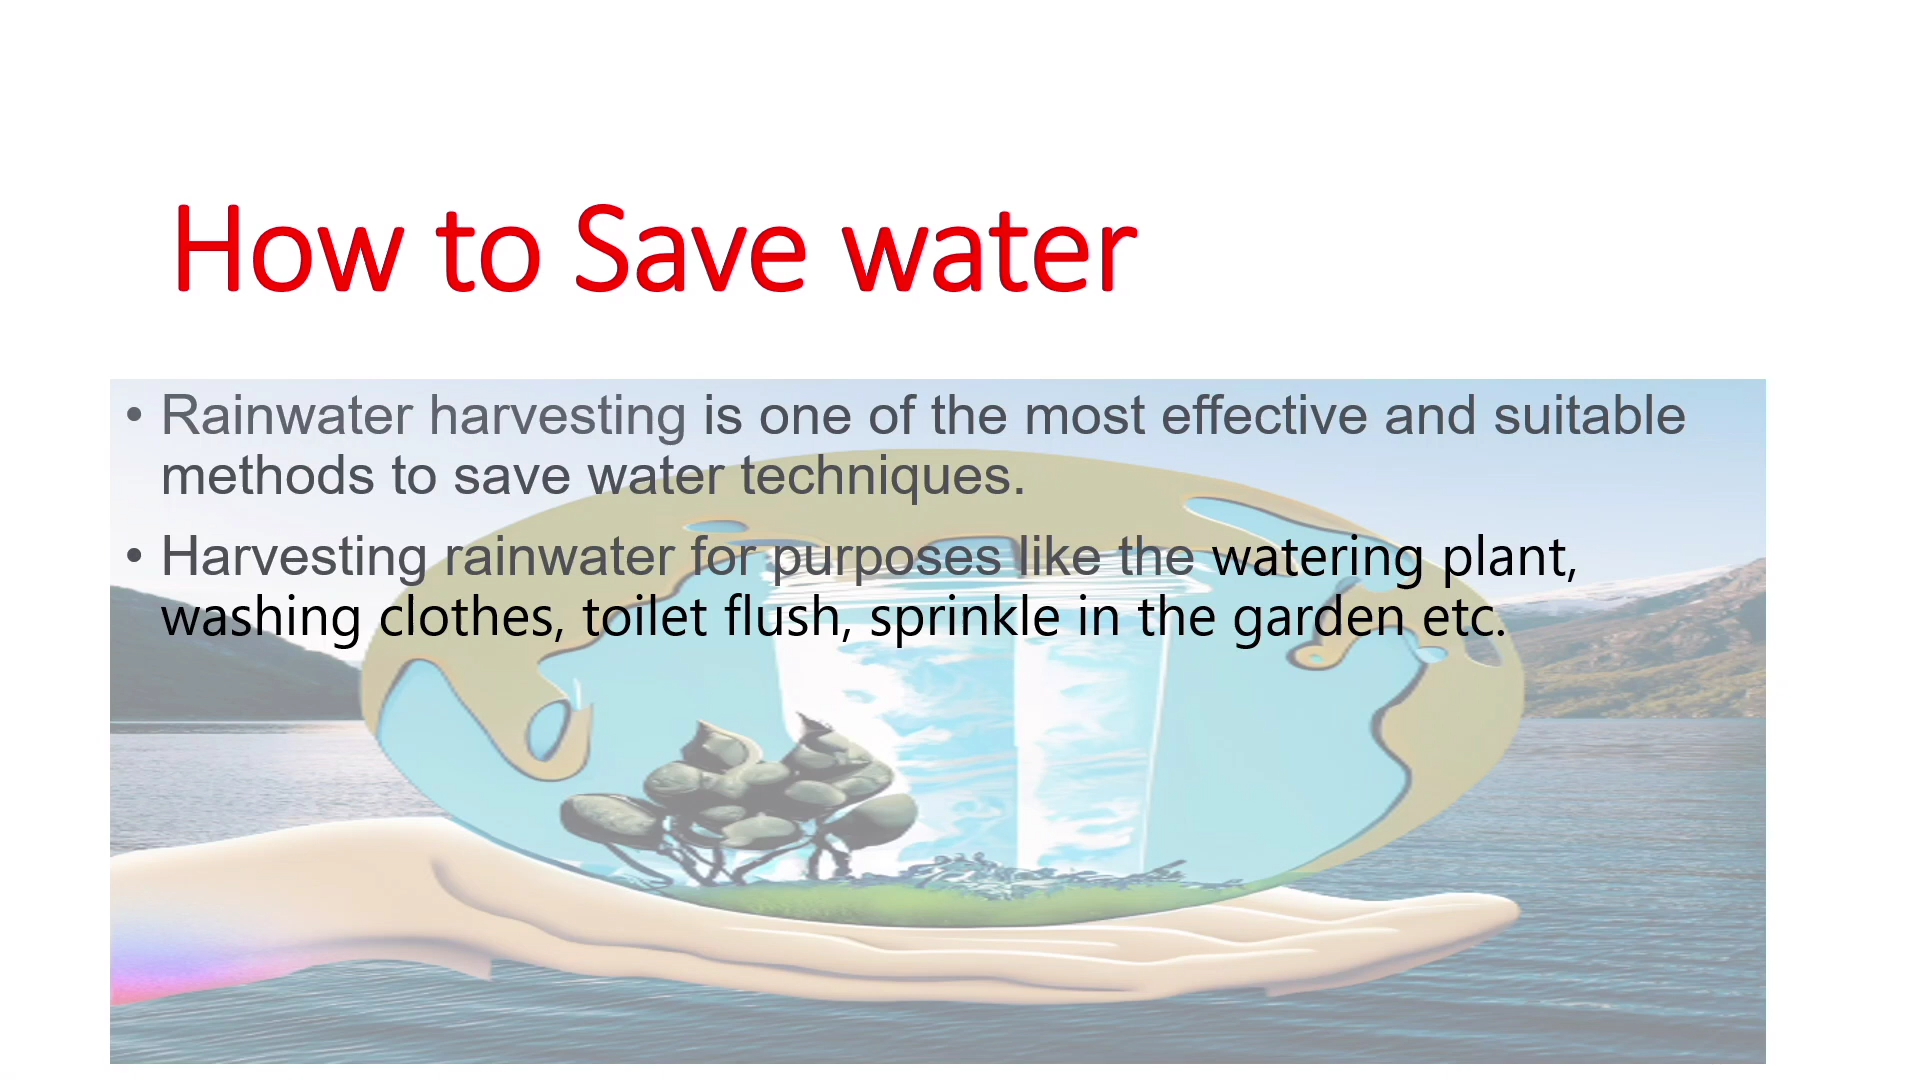 How to Save water
• Rainwater harvesting is one of the most effective and suitable
methods to save water techniques.
• Harvesting rainwater for purposes like the watering plant,
washing clothes, toilet flush, sprinkle in the garden etc.